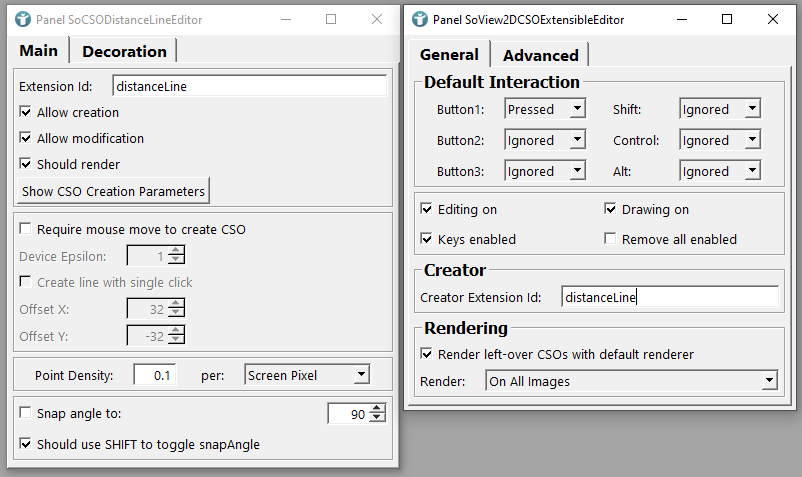 Panel SoCSODistanceLineEditor
Main Decoration
Extension Id: distanceLine
Allow creation
Allow modification
Should render
Show CSO Creation Parameters
Require mouse move to create CSO
Device Epsilon: 1
Create line with single click
Offset X: 32
Offset Y: -32
Point Density: 0.1 per: Screen Pixel
Snap angle to: 90
Should use SHIFT to toggle snapAngle
Panel SoView2DCSOExtensibleEditor
General Advanced
Default Interaction
Button1: Pressed Shift: Ignored
Button2: Ignored Control: Ignored
Button3: Ignored Alt: Ignored
Editing on Drawing on
Keys enabled Remove all enabled
Creator
Creator Extension Id: distanceLine
Rendering
Render left-over CSOs with default renderer
Render: On All Images